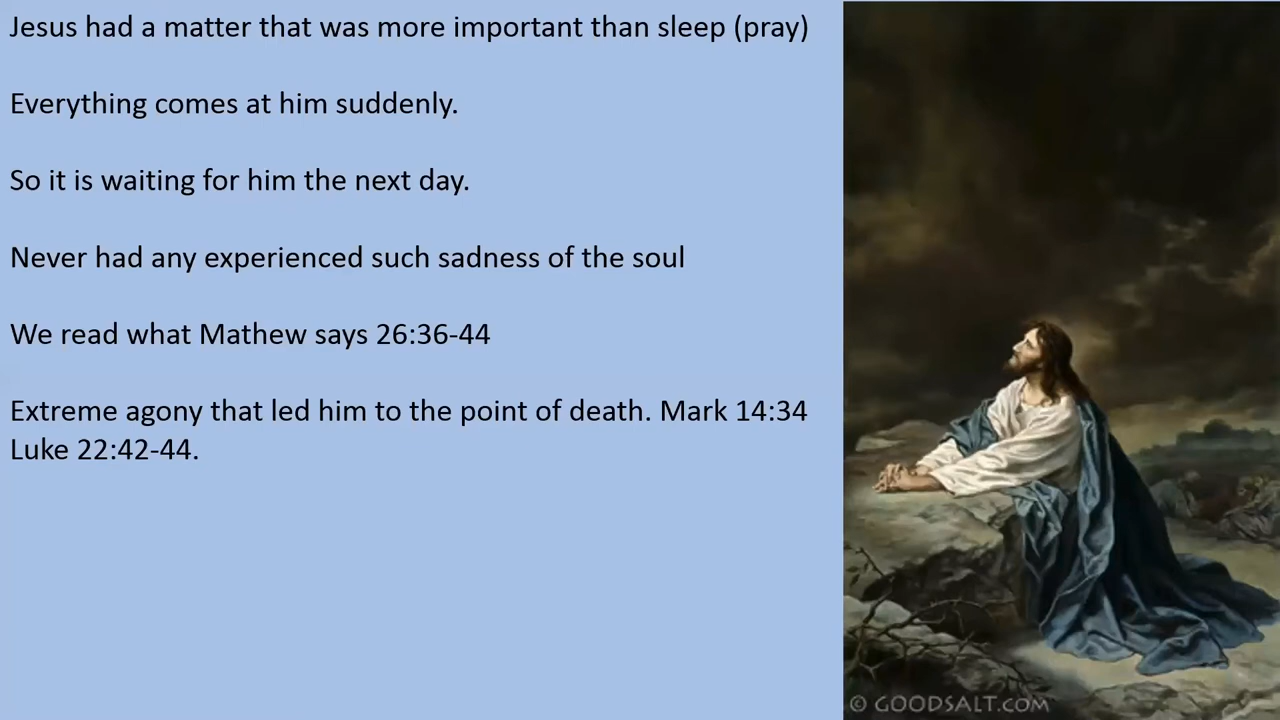 Jesus had a matter that was more important than sleep (pray)
Everything comes at him suddenly.
So it is waiting for him the next day.
Never had any experienced such sadness of the soul
We read what Mathew says 26:36-44
Extreme agony that led him to the point of death. Mark 14:34
Luke 22:42-44.
© GOODSALT.COM